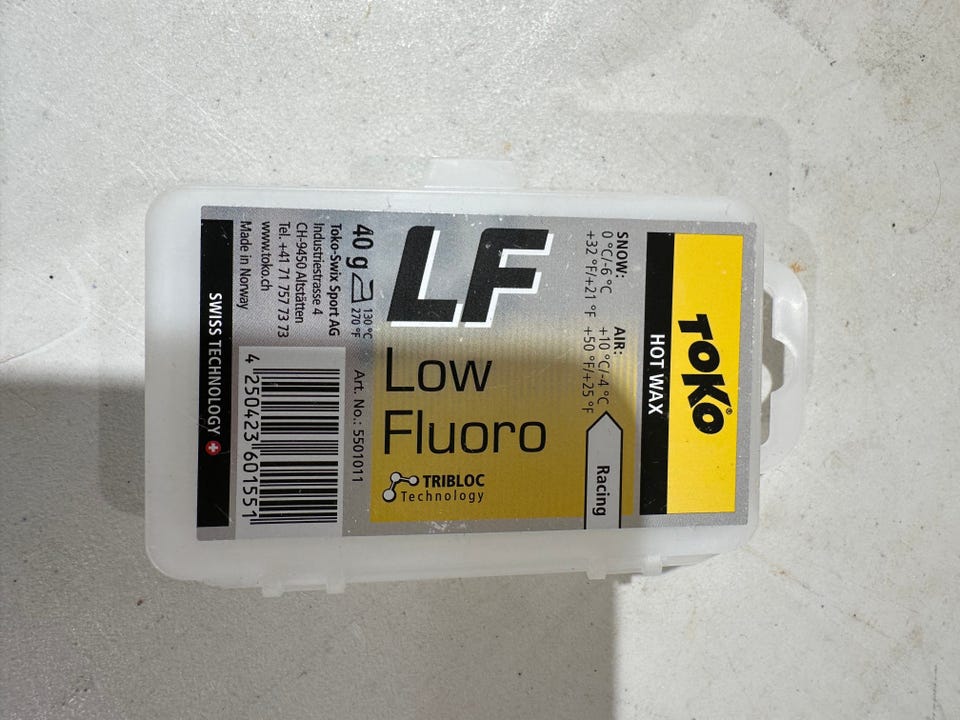 TOKO®
HOT WAX
SNOW:
0 °C/-6 °C
+32 °F/+21 °F
AIR:
+10 °C/-4 °C
+50 °F/+25 °F
Racing
LF
Low
Fluoro
TRIBLOC
Technology
40 g
130 °C
270 °F
Art. No.: 5501011
Toko-Swix Sport AG
Industriestrasse 4
CH-9450 Altstätten
Tel. +41 71 757 73 73
www.toko.ch
Made in Norway
4 250423 601551
SWISS TECHNOLOGY